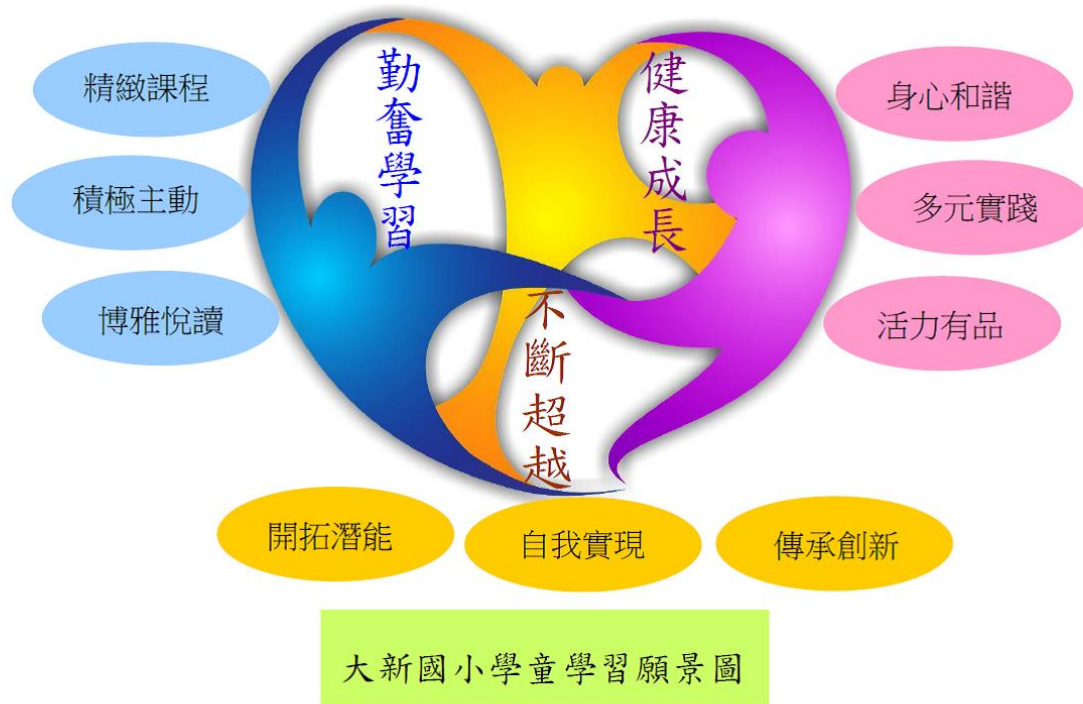 勤奮學習
健康成長
不斷超越
精緻課程
積極主動
博雅悅讀
身心和諧
多元實踐
活力有品
開拓潛能
自我實現
傳承創新
大新國小學童學習願景圖